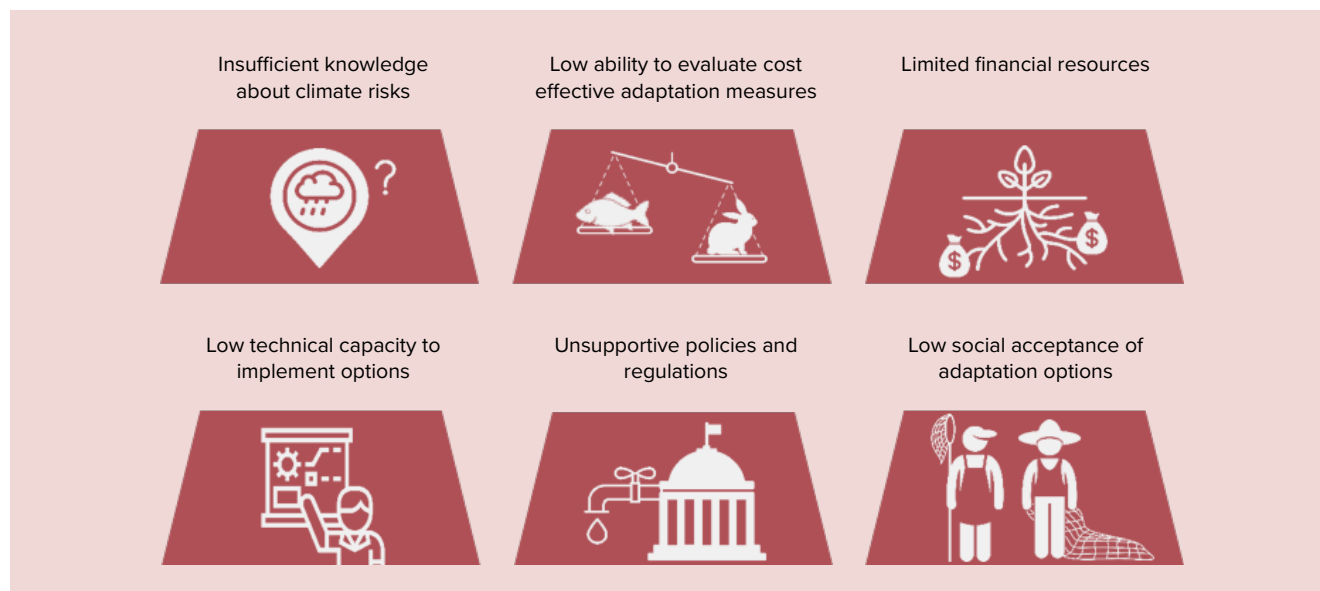 Insufficient knowledge
about climate risks
Low ability to evaluate cost
effective adaptation measures
Limited financial resources
?
$
$
Low technical capacity to
implement options
Unsupportive policies and
regulations
Low social acceptance of
adaptation options